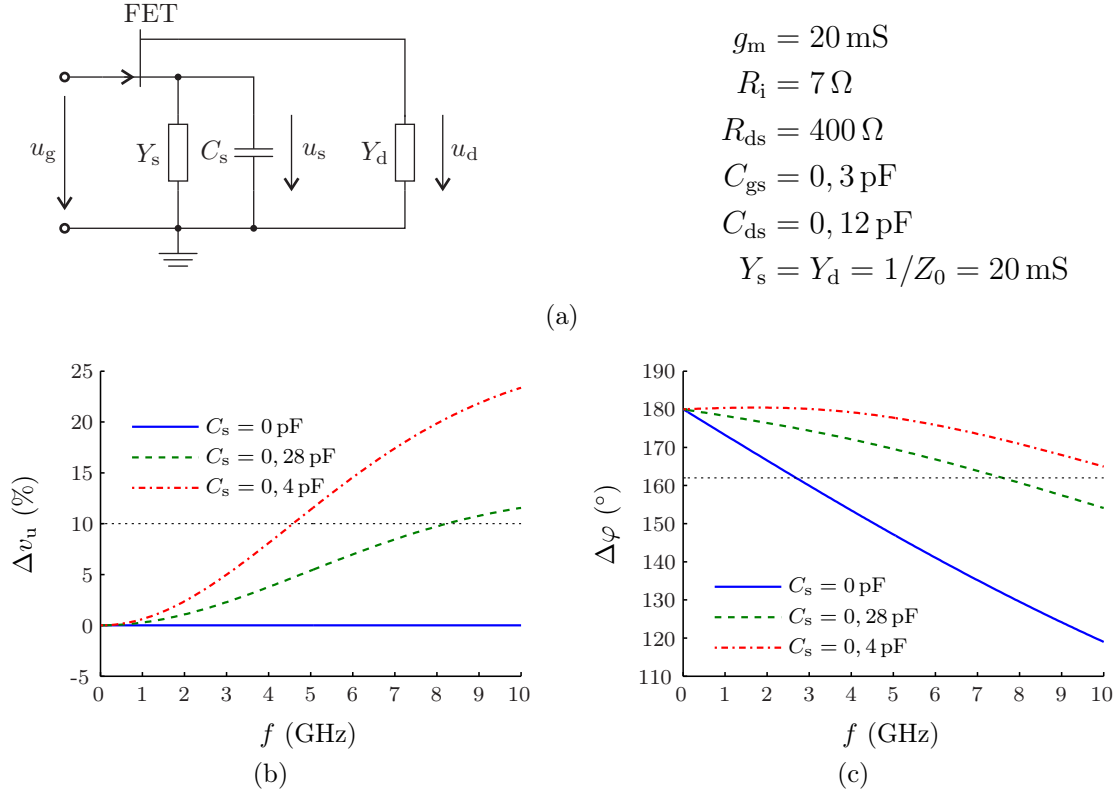 FET
u_g
Y_s
C_s
u_s
Y_d
u_d
g_m = 20 mS
R_i = 7 Ω
R_ds = 400 Ω
C_gs = 0, 3 pF
C_ds = 0, 12 pF
Y_s = Y_d = 1/Z_0 = 20 mS
(a)
Δv_u (%)
25
20
15
10
5
0
-5
C_s = 0 pF
C_s = 0, 28 pF
C_s = 0, 4 pF
0 1 2 3 4 5 6 7 8 9 10
f (GHz)
(b)
Δφ (°)
190
180
170
160
150
140
130
120
110
C_s = 0 pF
C_s = 0, 28 pF
C_s = 0, 4 pF
0 1 2 3 4 5 6 7 8 9 10
f (GHz)
(c)